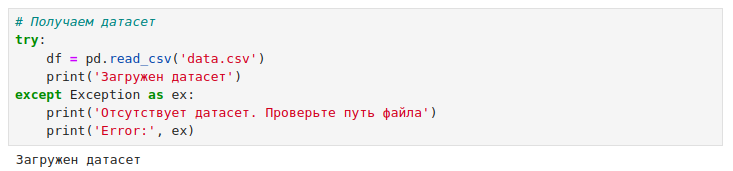 # Получаем датасет
try:
    df = pd.read_csv('data.csv')
    print('Загружен датасет')
except Exception as ex:
    print('Отсутствует датасет. Проверьте путь файла')
    print('Error:', ex)
Загружен датасет